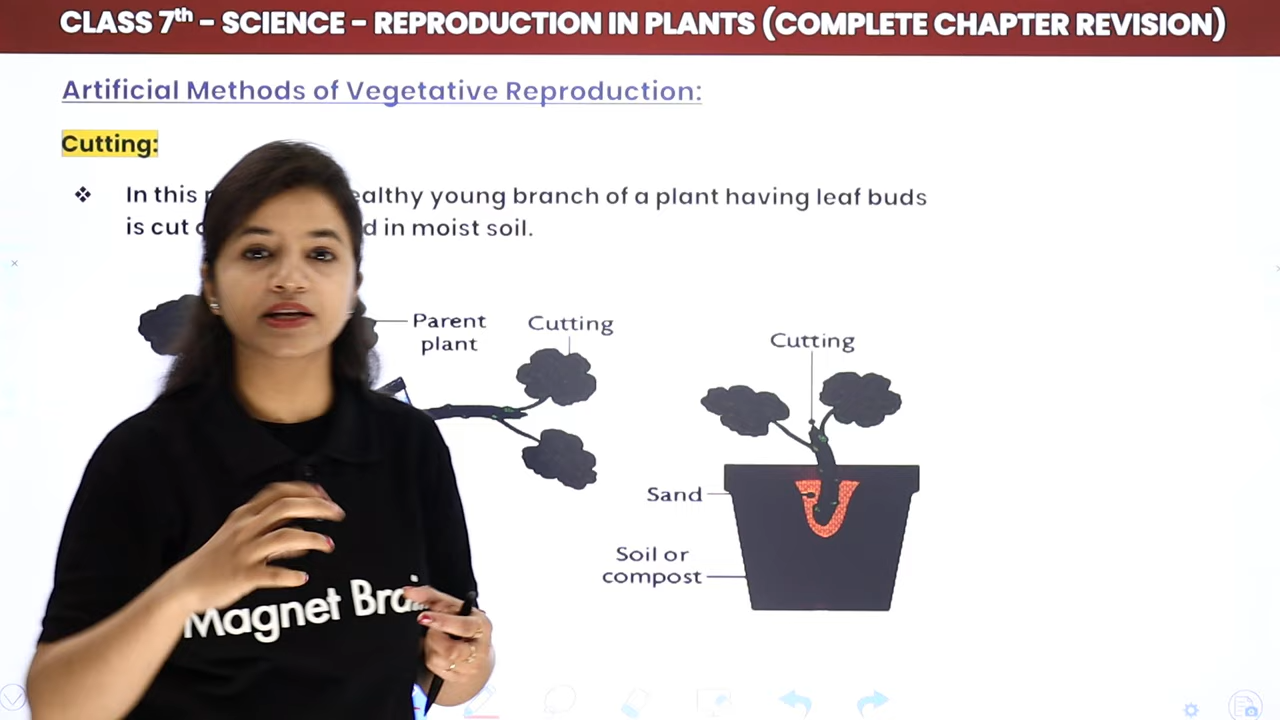 CLASS 7th – SCIENCE – REPRODUCTION IN PLANTS (COMPLETE CHAPTER REVISION)
Artificial Methods of Vegetative Reproduction:
Cutting:
❖ In this ealthy young branch of a plant having leaf buds
is cut d in moist soil.
Parent
plant
Cutting
Cutting
Sand
Soil or
compost
Magnet Brai